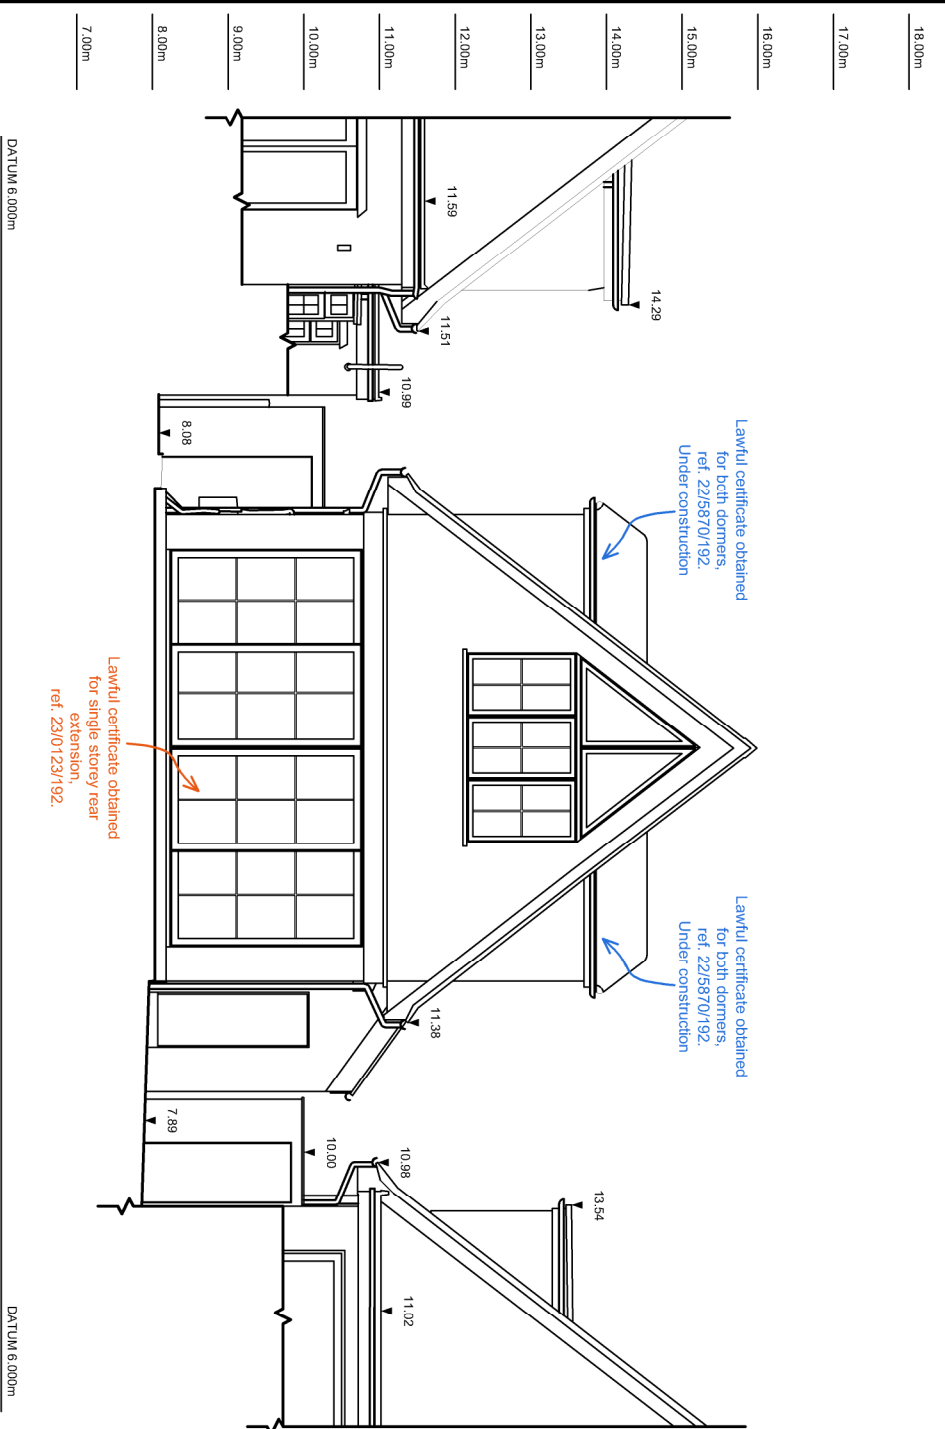 18.00m
17.00m
16.00m
15.00m
14.00m
13.00m
12.00m
11.00m
10.00m
9.00m
8.00m
7.00m
DATUM 6.000m
DATUM 6.000m
14.29
11.59
11.51
10.99
8.08
Lawful certificate obtained
for both dormers,
ref. 22/5870/192.
Under construction
Lawful certificate obtained
for both dormers,
ref. 22/5870/192.
Under construction
Lawful certificate obtained
for single storey rear
extension,
ref. 23/0123/192.
11.38
7.89
10.00
10.98
13.54
11.02